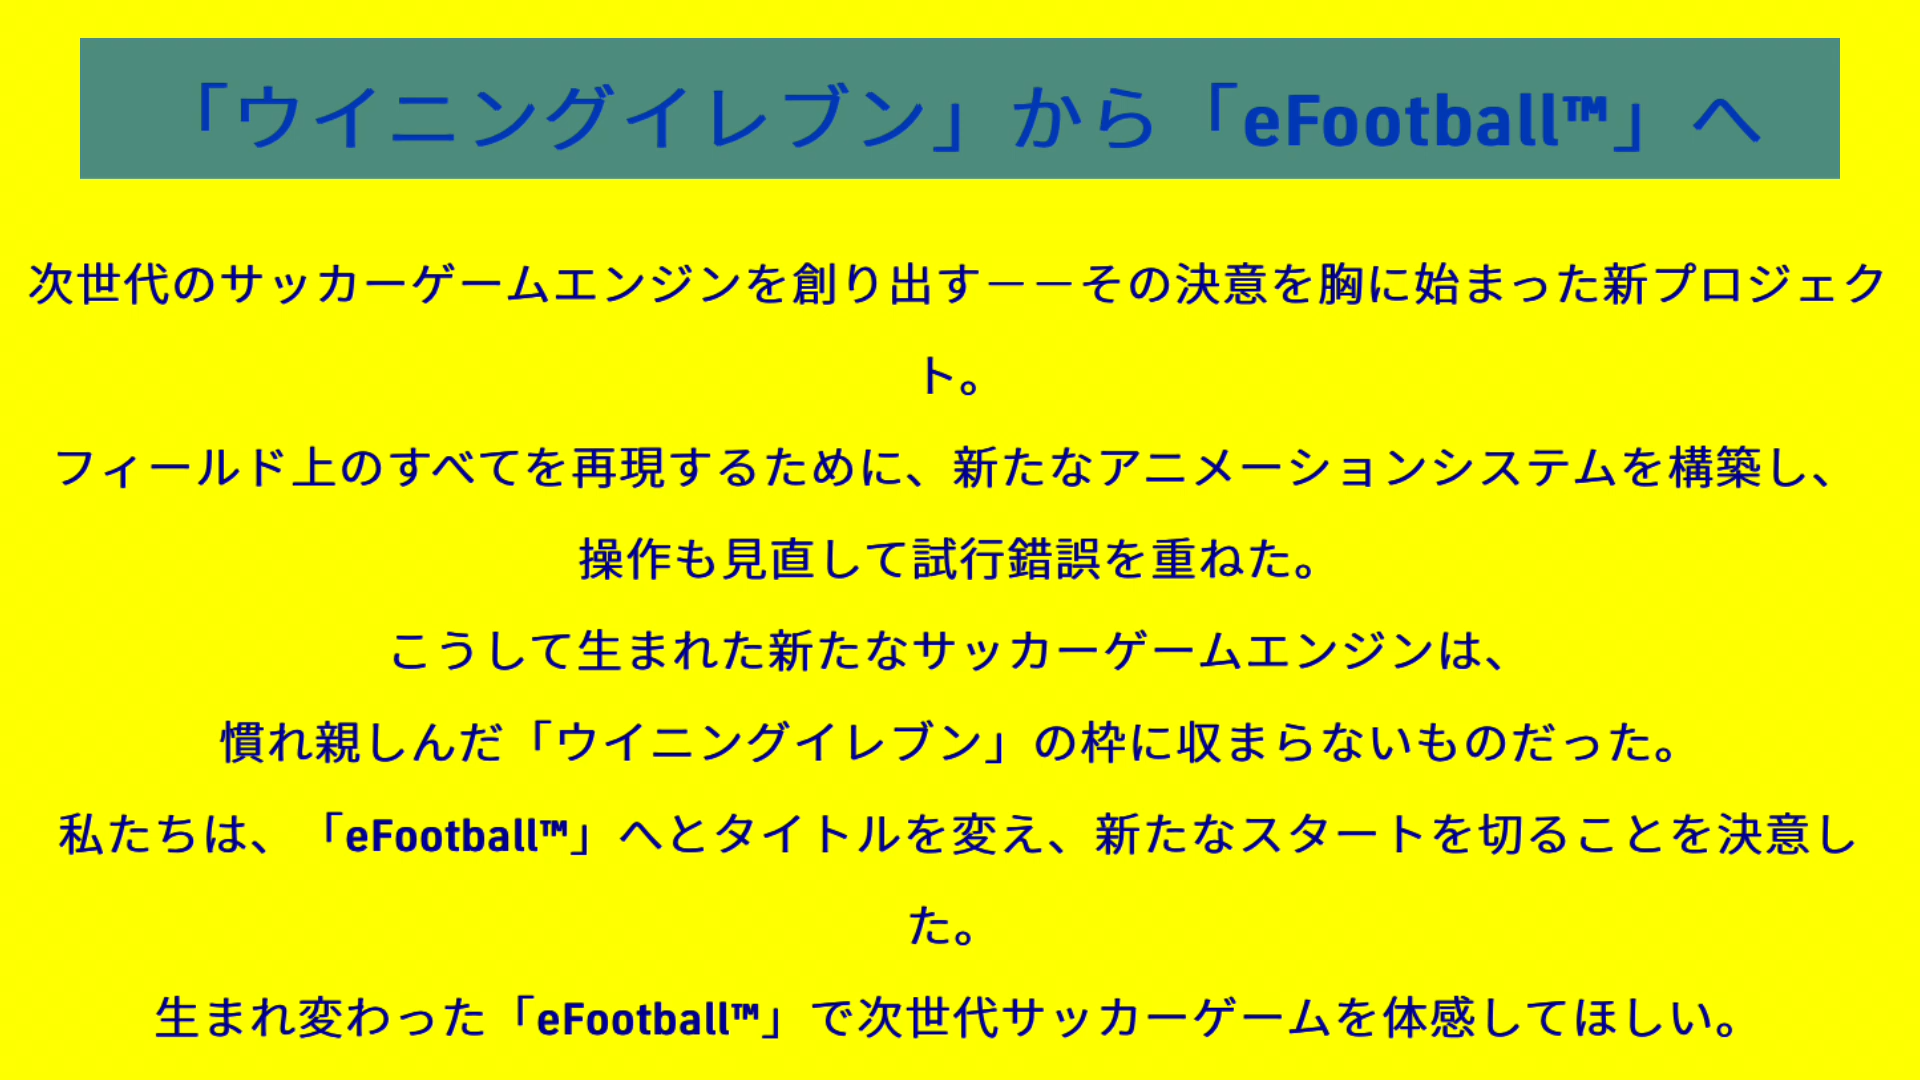 「ウイニングイレブン」から「eFootball™」へ
次世代のサッカーゲームエンジンを創り出す－－その決意を胸に始まった新プロジェク
ト。
フィールド上のすべてを再現するために、新たなアニメーションシステムを構築し、
操作も見直して試行錯誤を重ねた。
こうして生まれた新たなサッカーゲームエンジンは、
慣れ親しんだ「ウイニングイレブン」の枠に収まらないものだった。
私たちは、「eFootball™」へとタイトルを変え、新たなスタートを切ることを決意し
た。
生まれ変わった「eFootball™」で次世代サッカーゲームを体感してほしい。